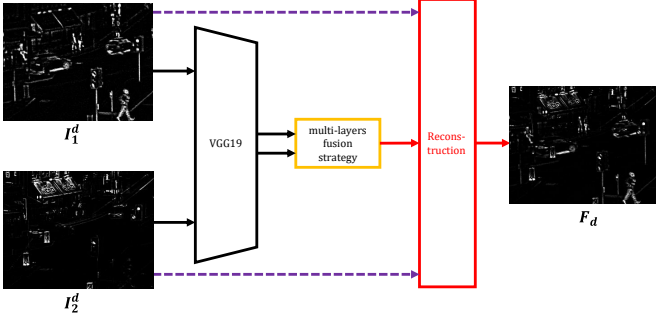 I₁ᵈ
I₂ᵈ
VGG19
multi-layers
fusion
strategy
Recons-
truction
F_d